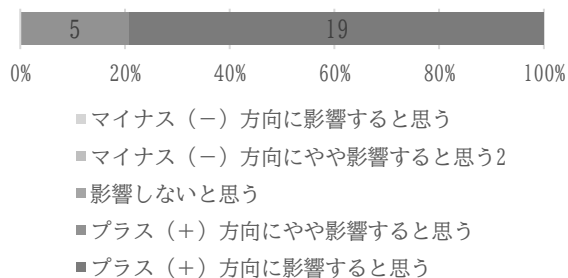 5 19
0% 20% 40% 60% 80% 100%
マイナス（－）方向に影響すると思う
マイナス（－）方向にやや影響すると思う2
影響しないと思う
プラス（＋）方向にやや影響すると思う
プラス（＋）方向に影響すると思う